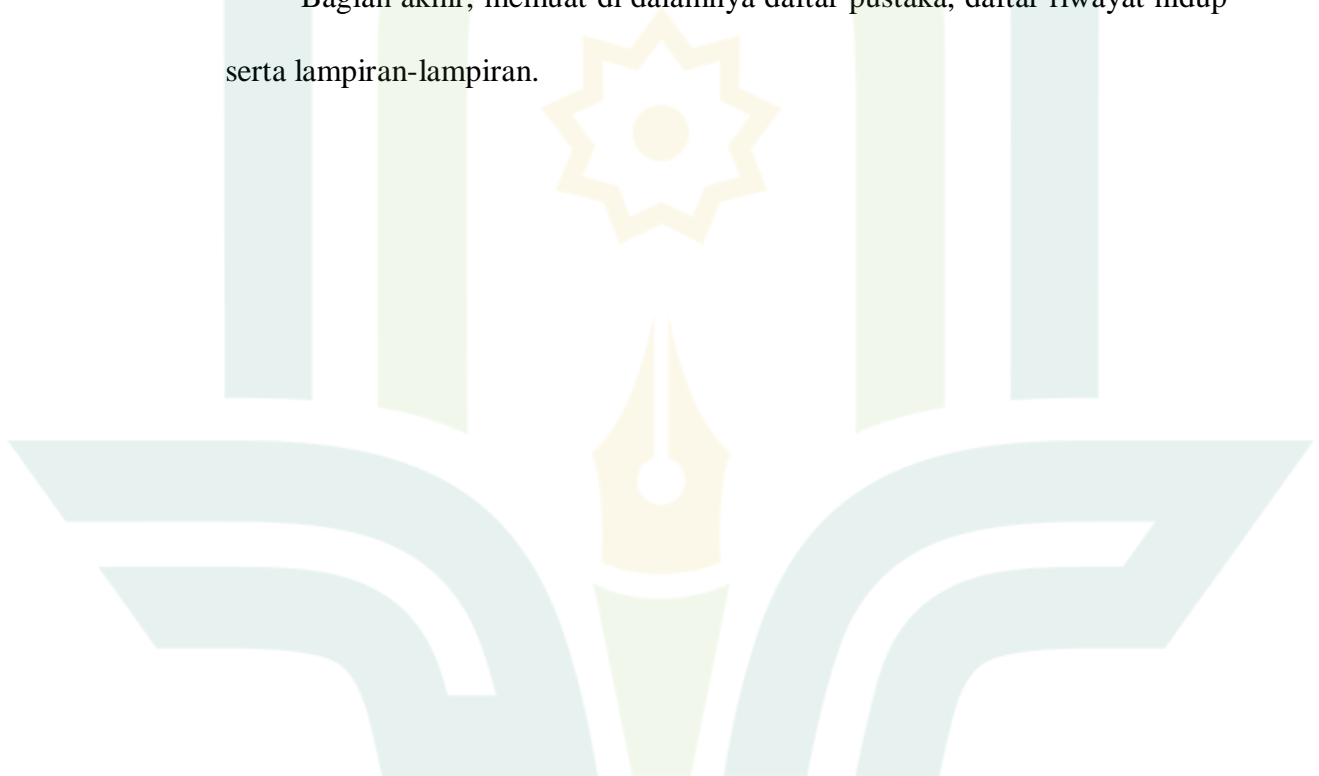 Bagian akhir, memuat di dalamnya daftar pustaka, daftar riwayat hidup
serta lampiran-lampiran.